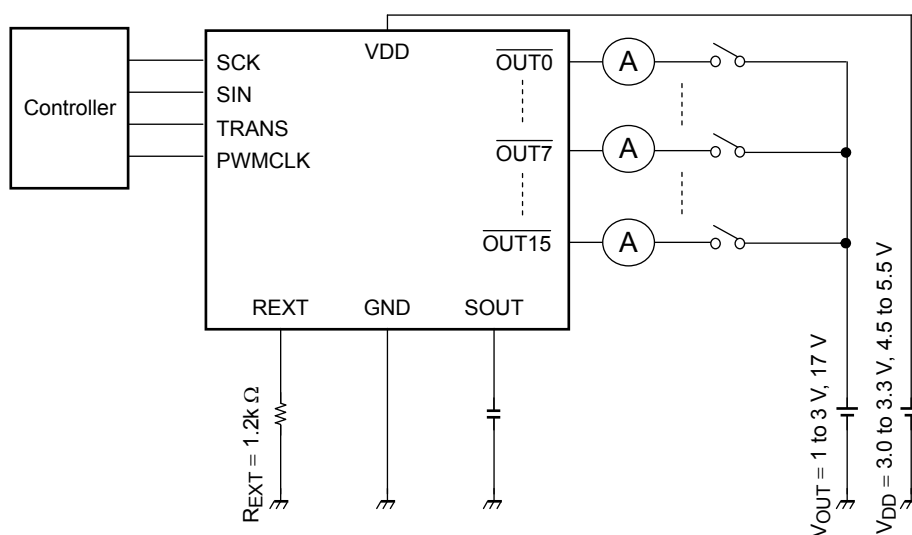 Controller
SCK
SIN
TRANS
PWMCLK
VDD
OUT0
OUT7
OUT15
A
A
A
REXT
GND
SOUT
REXT = 1.2k Ω
VOUT = 1 to 3 V, 17 V
VDD = 3.0 to 3.3 V, 4.5 to 5.5 V